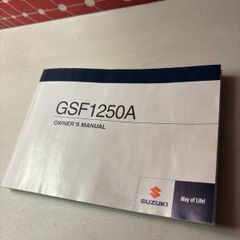 GSF1250A
OWNER'S MANUAL
SUZUKI
Way of Life!